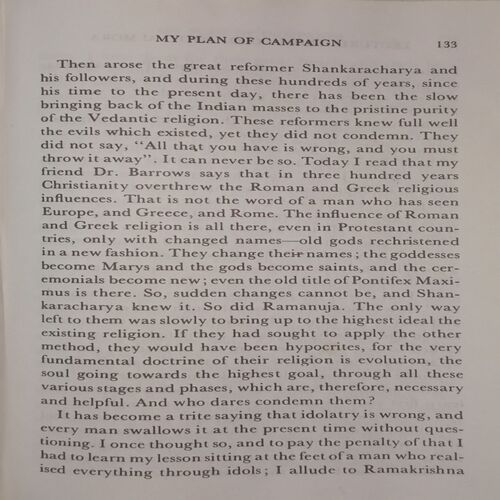 MY PLAN OF CAMPAIGN 133
Then arose the great reformer Shankaracharya and
his followers, and during these hundreds of years, since
his time to the present day, there has been the slow
bringing back of the Indian masses to the pristine purity
of the Vedantic religion. These reformers knew full well
the evils which existed, yet they did not condemn. They
did not say, "All that you have is wrong, and you must
throw it away". It can never be so. Today I read that my
friend Dr. Barrows says that in three hundred years
Christianity overthrew the Roman and Greek religious
influences. That is not the word of a man who has seen
Europe, and Greece, and Rome. The influence of Roman
and Greek religion is all there, even in Protestant coun-
tries, only with changed names—old gods rechristened
in a new fashion. They change their names; the goddesses
become Marys and the gods become saints, and the cer-
emonials become new; even the old title of Pontifex Maxi-
mus is there. So, sudden changes cannot be, and Shan-
karacharya knew it. So did Ramanuja. The only way
left to them was slowly to bring up to the highest ideal the
existing religion. If they had sought to apply the other
method, they would have been hypocrites, for the very
fundamental doctrine of their religion is evolution, the
soul going towards the highest goal, through all these
various stages and phases, which are, therefore, necessary
and helpful. And who dares condemn them?
It has become a trite saying that idolatry is wrong, and
every man swallows it at the present time without ques-
tioning. I once thought so, and to pay the penalty of that I
had to learn my lesson sitting at the feet of a man who real-
ised everything through idols; I allude to Ramakrishna